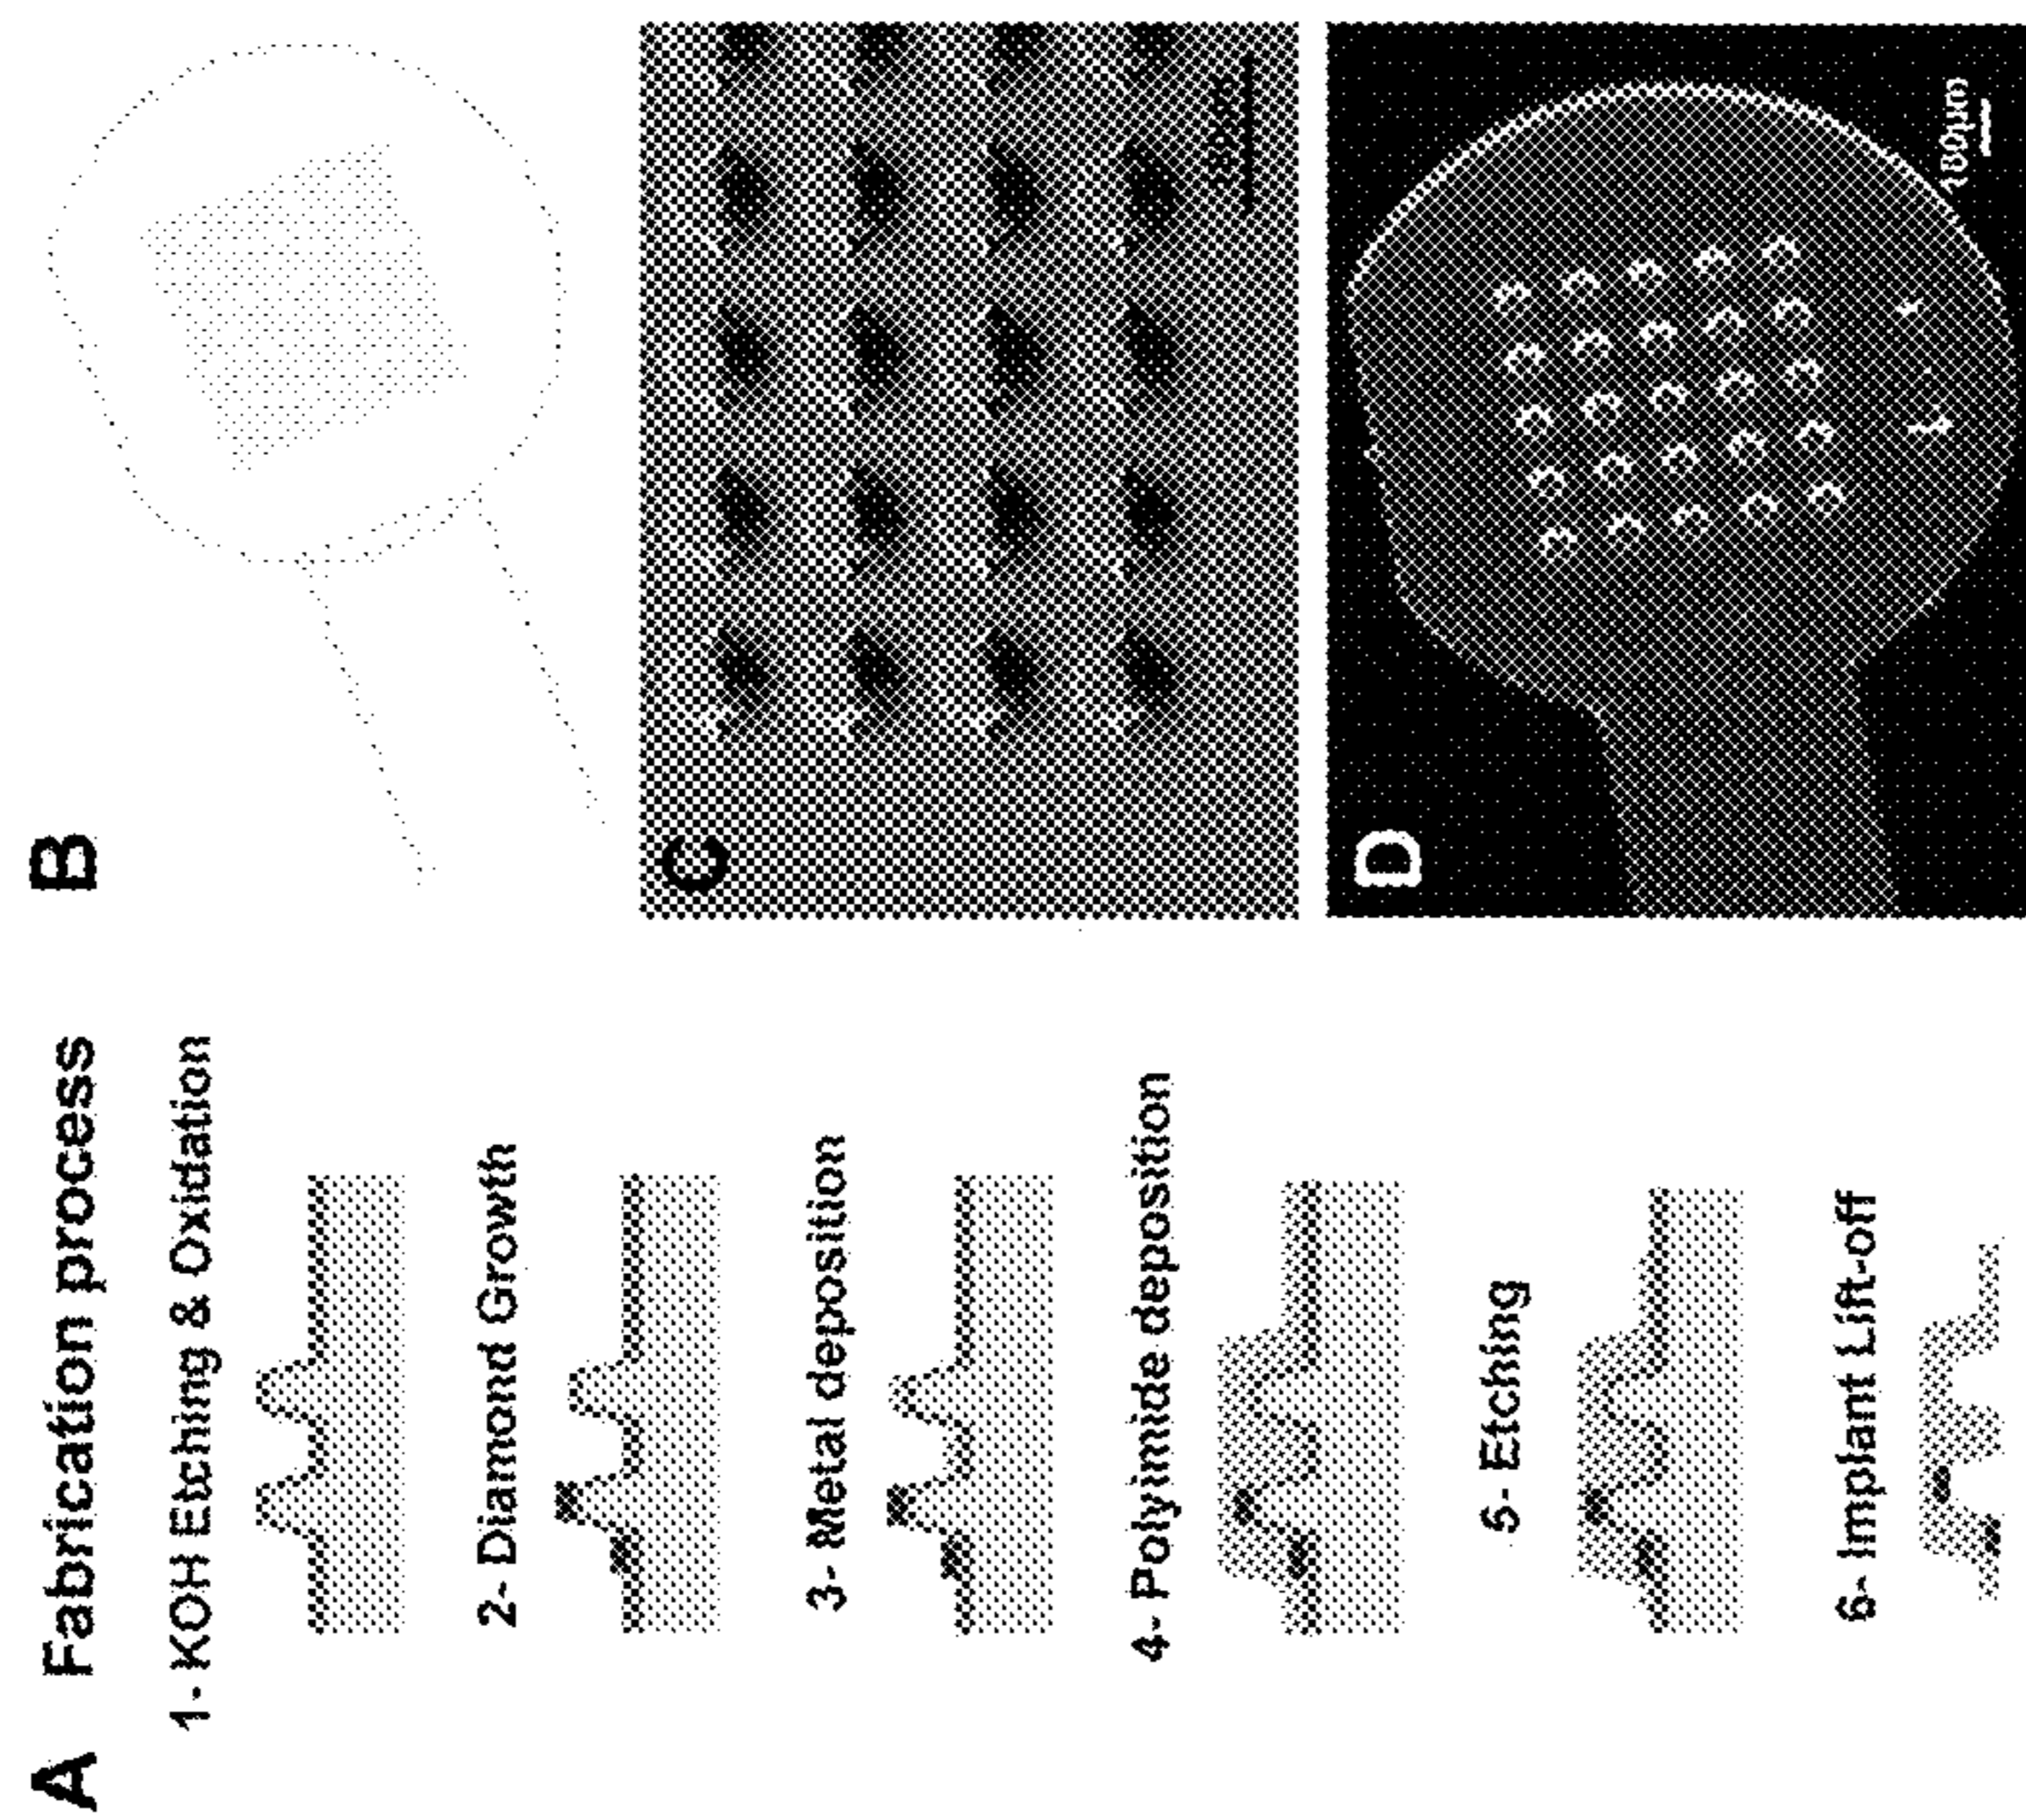 A Fabrication process
1- KOH Etching & Oxidation
2- Diamond Growth
3- Metal deposition
4- Polyimide deposition
5- Etching
6- Implant Lift-off
B
C
D